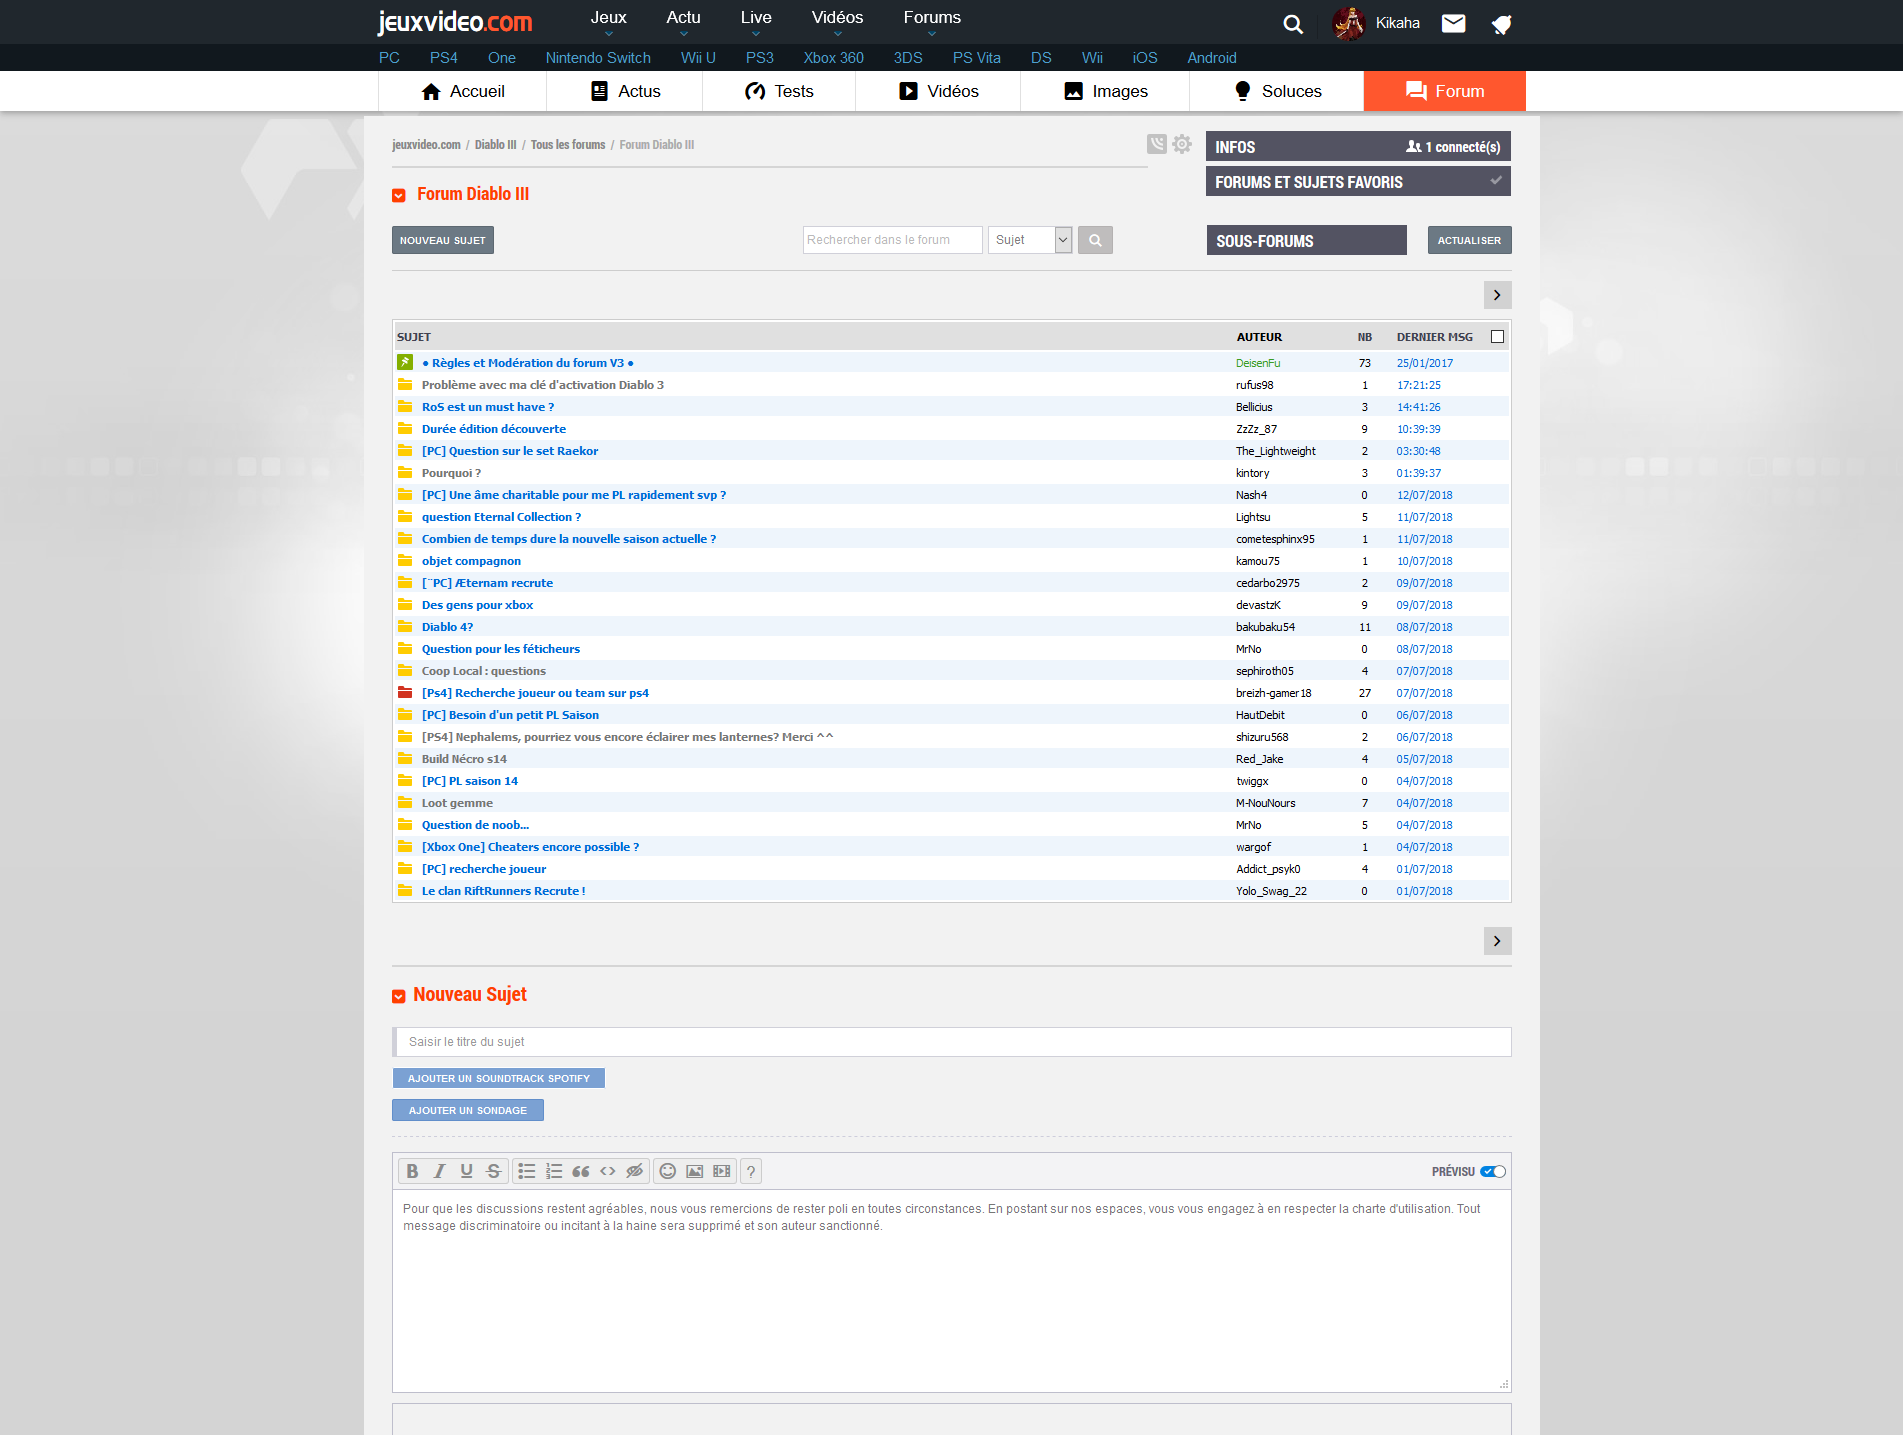 jeuxvideo.com Jeux Actu Live Vidéos Forums Kikaha
PC PS4 One Nintendo Switch Wii U PS3 Xbox 360 3DS PS Vita DS Wii iOS Android
Accueil Actus Tests Vidéos Images Soluces Forum
jeuxvideo.com / Diablo III / Tous les forums / Forum Diablo III
INFOS 1 connecté(s)
FORUMS ET SUJETS FAVORIS
Forum Diablo III
NOUVEAU SUJET Rechercher dans le forum Sujet SOUS-FORUMS ACTUALISER
SUJET AUTEUR NB DERNIER MSG
● Règles et Modération du forum V3 ● DeisenFu 73 25/01/2017
Problème avec ma clé d'activation Diablo 3 rufus98 1 17:21:25
RoS est un must have ? Bellicius 3 14:41:26
Durée édition découverte ZzZz_87 9 10:39:39
[PC] Question sur le set Raekor The_Lightweight 2 03:30:48
Pourquoi ? kintory 3 01:39:37
[PC] Une âme charitable pour me PL rapidement svp ? Nash4 0 12/07/2018
question Eternal Collection ? Lightsu 5 11/07/2018
Combien de temps dure la nouvelle saison actuelle ? cometesphinx95 1 11/07/2018
objet compagnon kamou75 1 10/07/2018
[¨PC] Æternam recrute cedarbo2975 2 09/07/2018
Des gens pour xbox devastzK 9 09/07/2018
Diablo 4? bakubaku54 11 08/07/2018
Question pour les féticheurs MrNo 0 08/07/2018
Coop Local : questions sephiroth05 4 07/07/2018
[Ps4] Recherche joueur ou team sur ps4 breizh-gamer18 27 07/07/2018
[PC] Besoin d'un petit PL Saison HautDebit 0 06/07/2018
[PS4] Nephalems, pourriez vous encore éclairer mes lanternes? Merci ^^ shizuru568 2 06/07/2018
Build Nécro s14 Red_Jake 4 05/07/2018
[PC] PL saison 14 twiggx 0 04/07/2018
Loot gemme M-NouNours 7 04/07/2018
Question de noob... MrNo 5 04/07/2018
[Xbox One] Cheaters encore possible ? wargof 1 04/07/2018
[PC] recherche joueur Addict_psyk0 4 01/07/2018
Le clan RiftRunners Recrute ! Yolo_Swag_22 0 01/07/2018
Nouveau Sujet
Saisir le titre du sujet
AJOUTER UN SOUNDTRACK SPOTIFY
AJOUTER UN SONDAGE
B I U S ? PRÉVISU
Pour que les discussions restent agréables, nous vous remercions de rester poli en toutes circonstances. En postant sur nos espaces, vous vous engagez à en respecter la charte d'utilisation. Tout
message discriminatoire ou incitant à la haine sera supprimé et son auteur sanctionné.